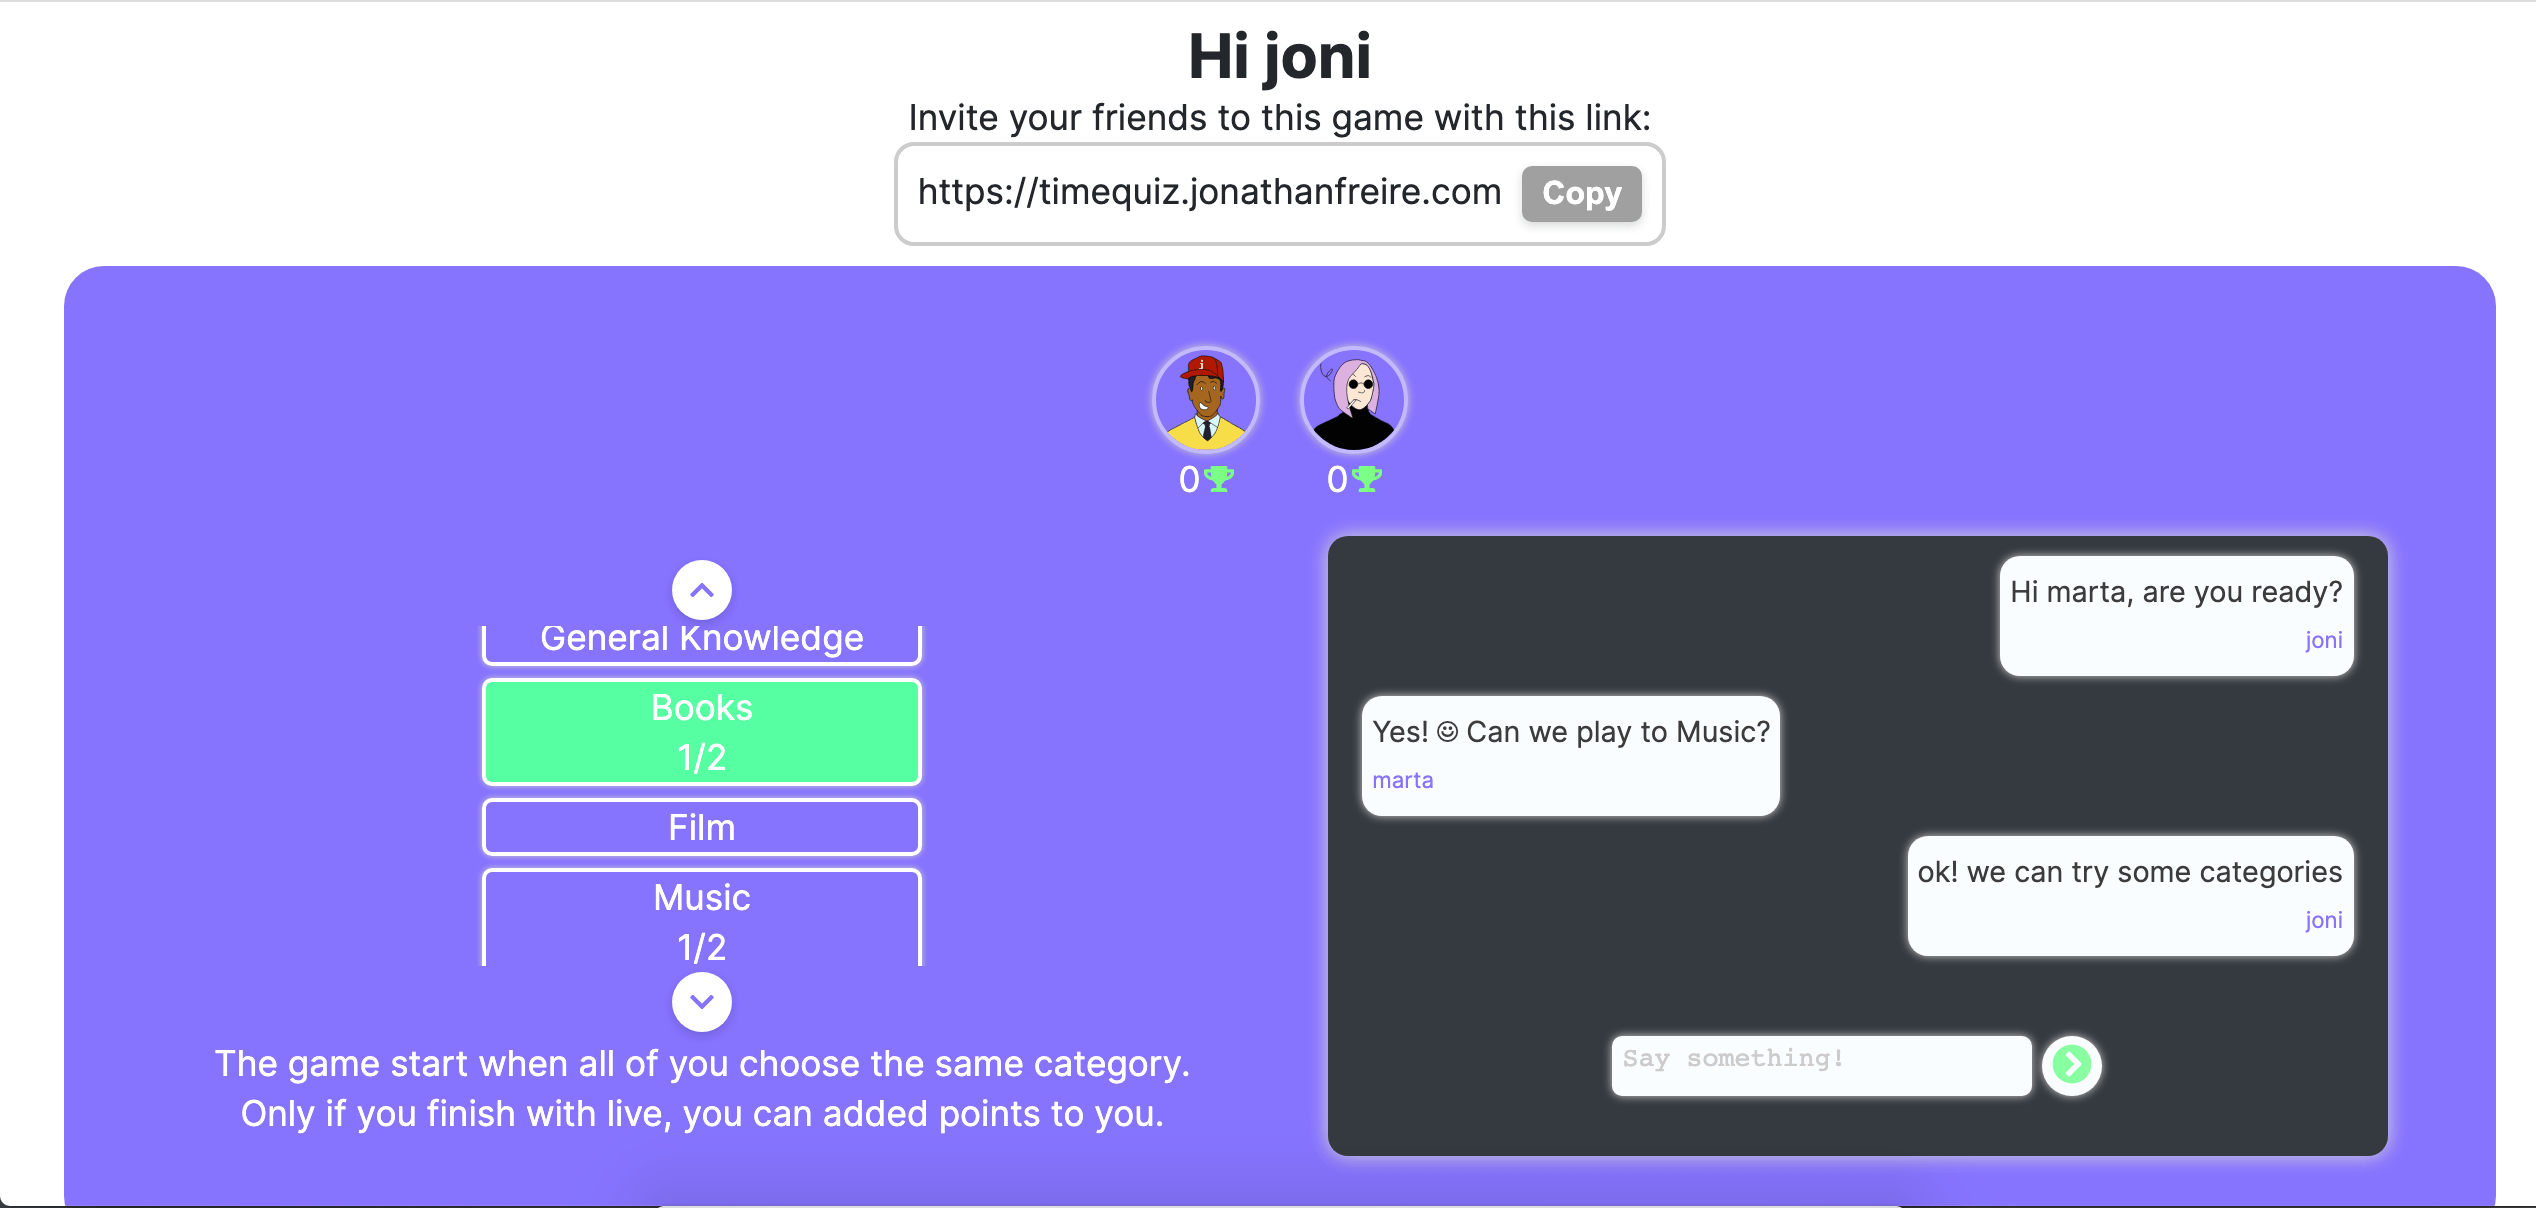 Hi joni
Invite your friends to this game with this link:
https://timequiz.jonathanfreire.com Copy
j
0 0
General Knowledge
Books
1/2
Film
Music
1/2
The game start when all of you choose the same category.
Only if you finish with live, you can added points to you.
Hi marta, are you ready?
joni
Yes! ☺ Can we play to Music?
marta
ok! we can try some categories
joni
Say something!